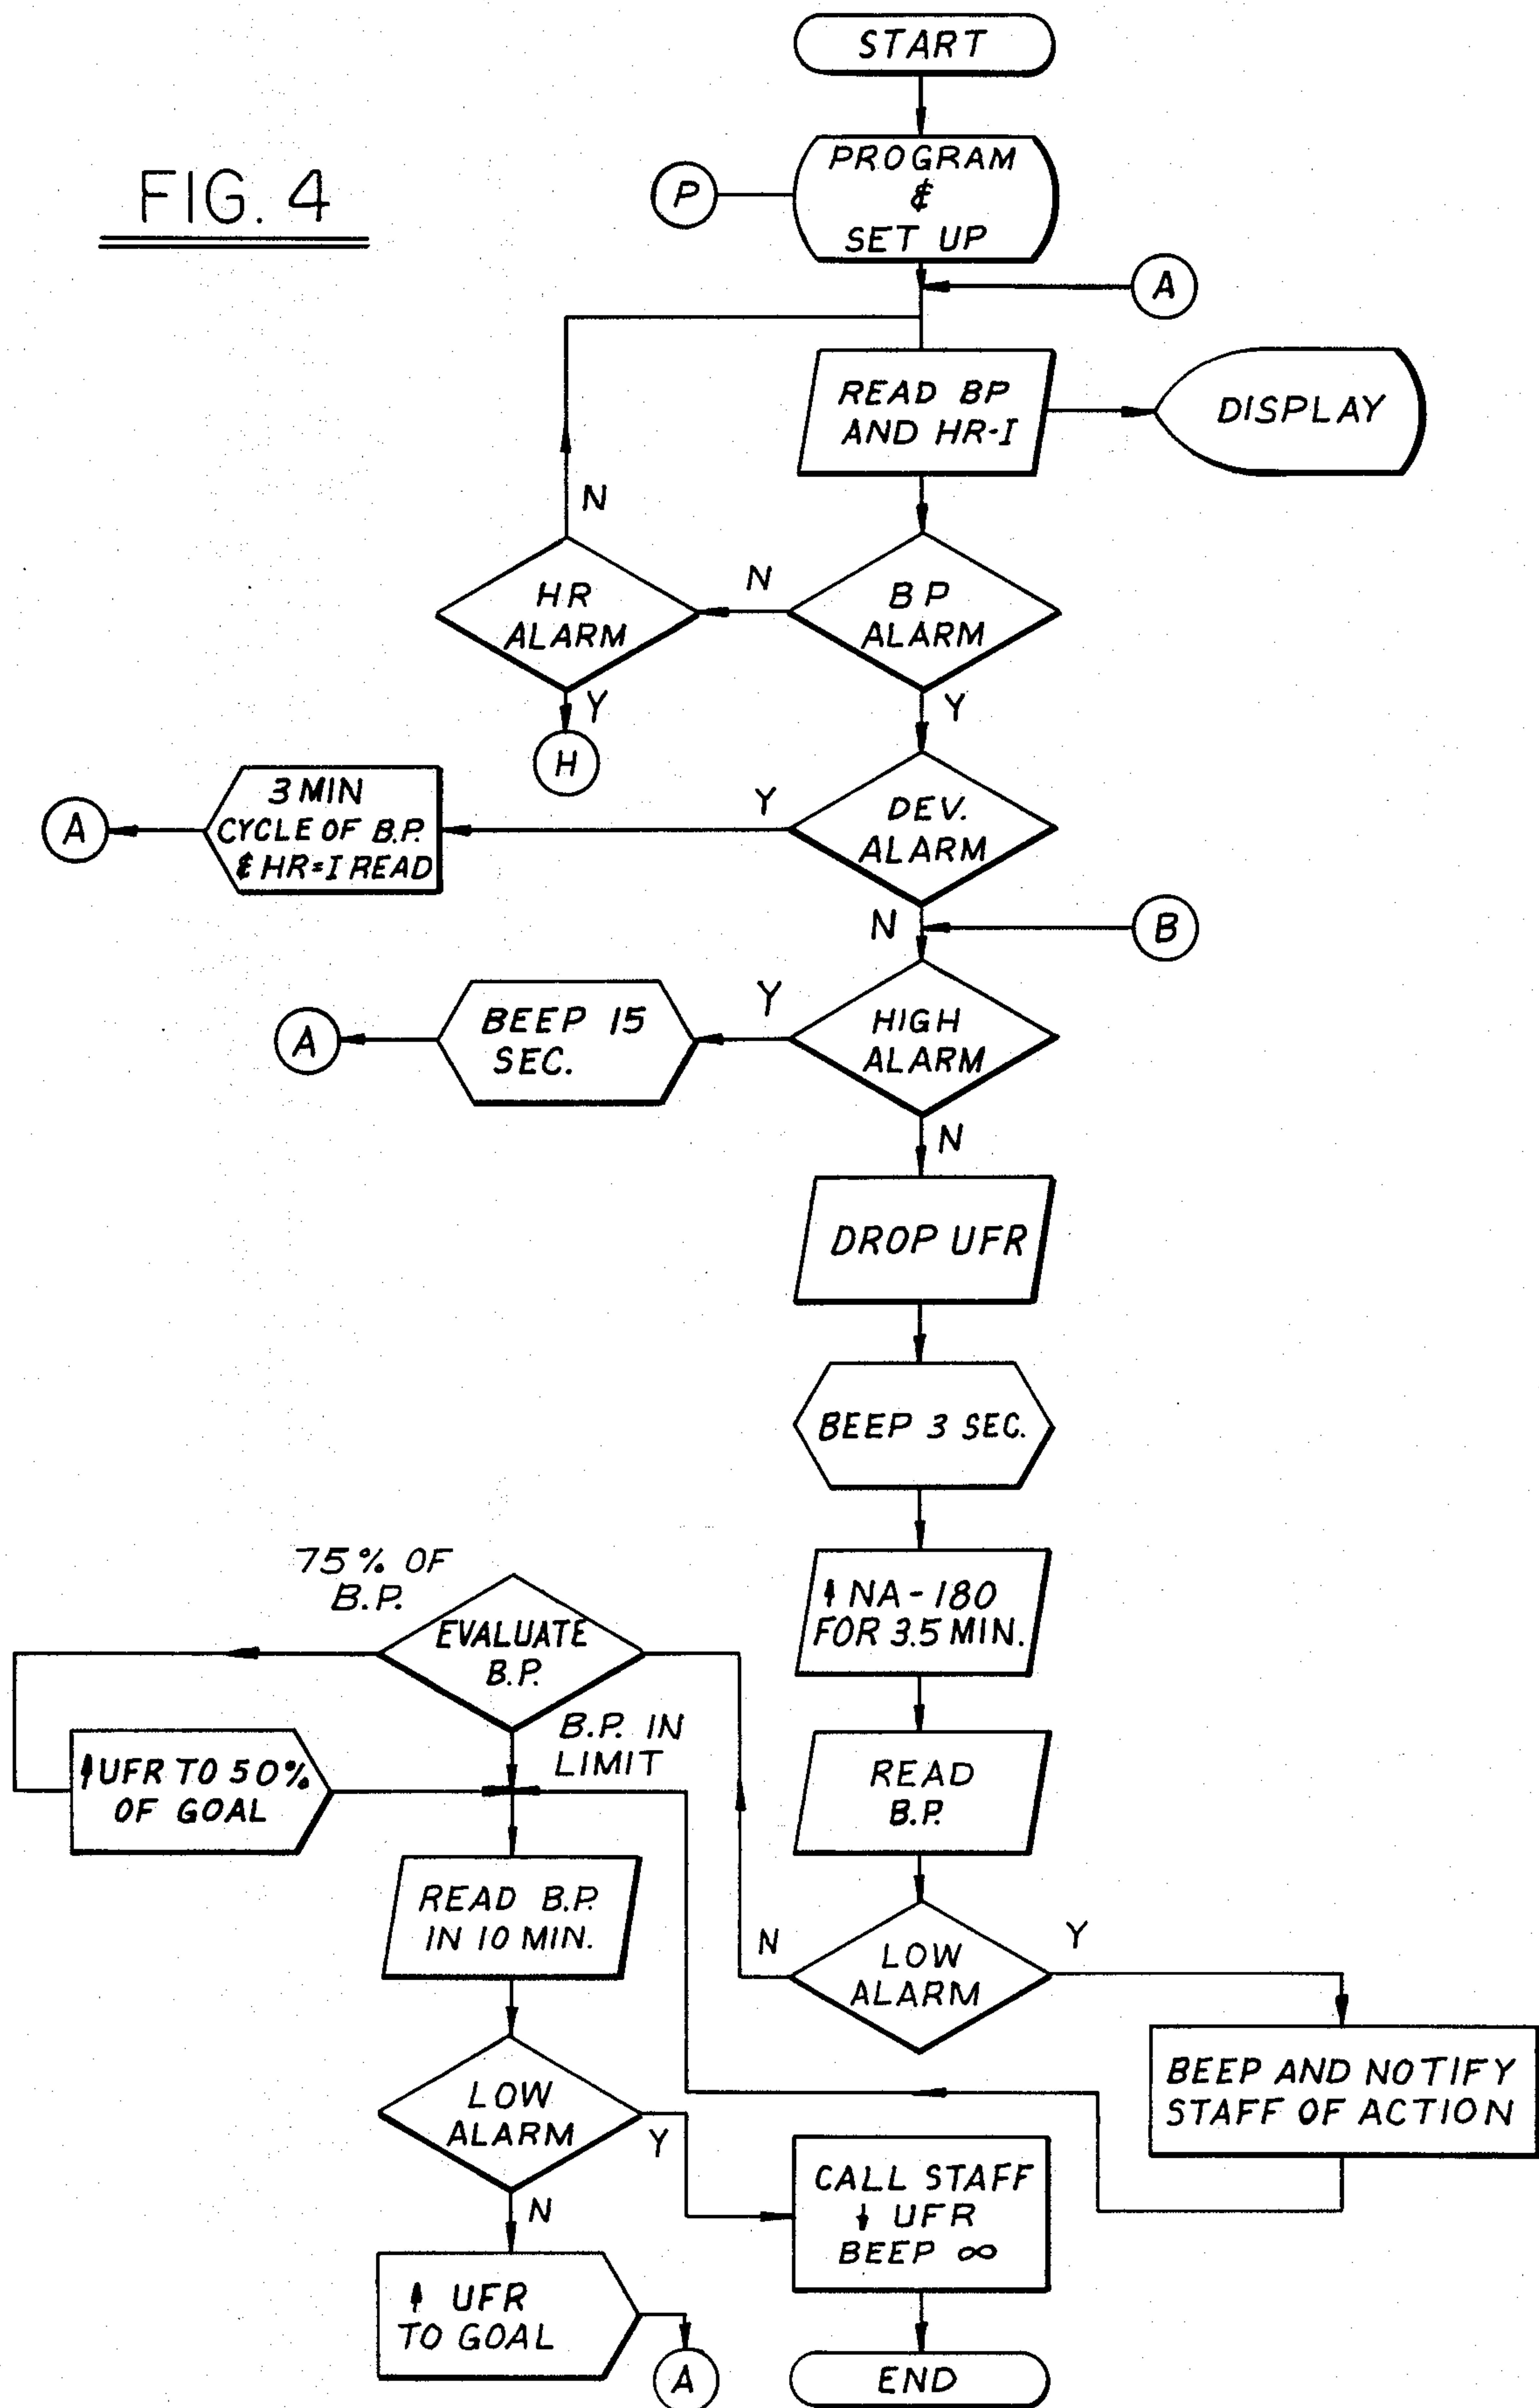 START
FIG. 4
P
PROGRAM
&
SET UP
A
READ BP
AND HR-I
DISPLAY
N
HR
ALARM
N
BP
ALARM
Y
H
Y
A
3 MIN
CYCLE OF B.P.
& HR=I READ
Y
DEV.
ALARM
N
B
A
BEEP 15
SEC.
Y
HIGH
ALARM
N
DROP UFR
BEEP 3 SEC.
75% OF
B.P.
EVALUATE
B.P.
↑ NA-180
FOR 3.5 MIN.
B.P. IN
LIMIT
↑UFR TO 50%
OF GOAL
READ
B.P.
READ B.P.
IN 10 MIN.
N
LOW
ALARM
Y
LOW
ALARM
Y
BEEP AND NOTIFY
STAFF OF ACTION
N
CALL STAFF
↓ UFR
BEEP ∞
↑ UFR
TO GOAL
A
END